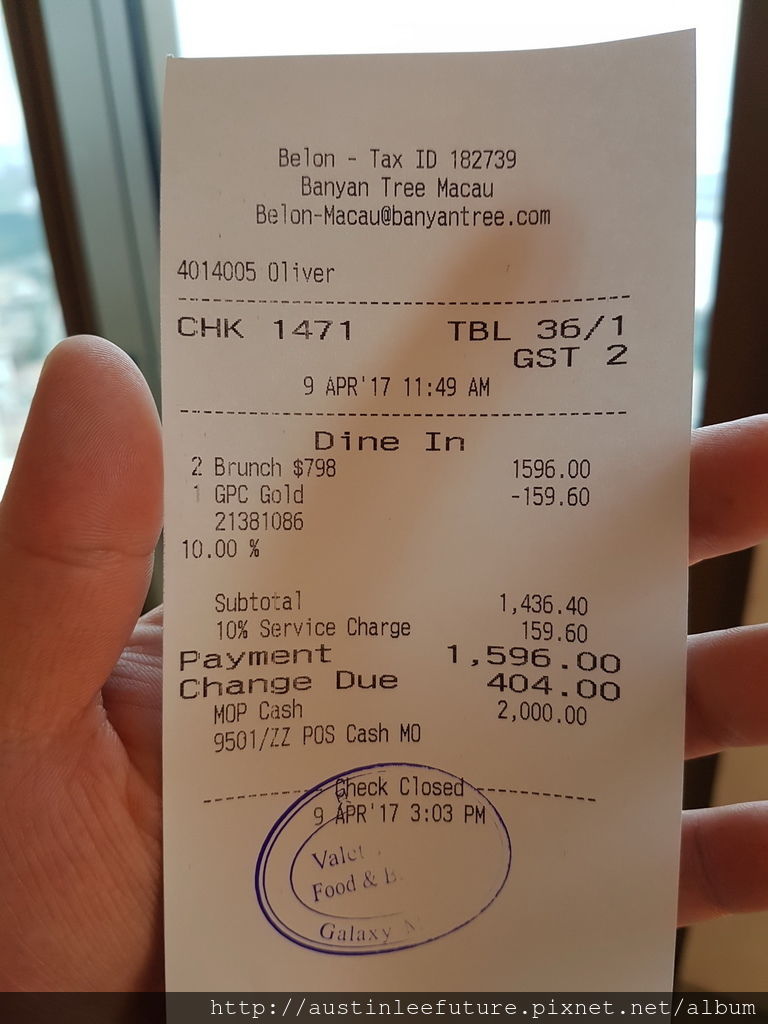 Belon - Tax ID 182739
Banyan Tree Macau
Belon-Macau@banyantree.com
4014005 Oliver
CHK 1471 TBL 36/1
GST 2
9 APR'17 11:49 AM
Dine In
2 Brunch $798 1596.00
1 GPC Gold -159.60
21381086
10.00 %
Subtotal 1,436.40
10% Service Charge 159.60
Payment 1,596.00
Change Due 404.00
MOP Cash 2,000.00
9501/ZZ POS Cash MO
Check Closed
9 APR'17 3:03 PM
Food &
Galaxy
http://austinleefuture.pixnet.net/album